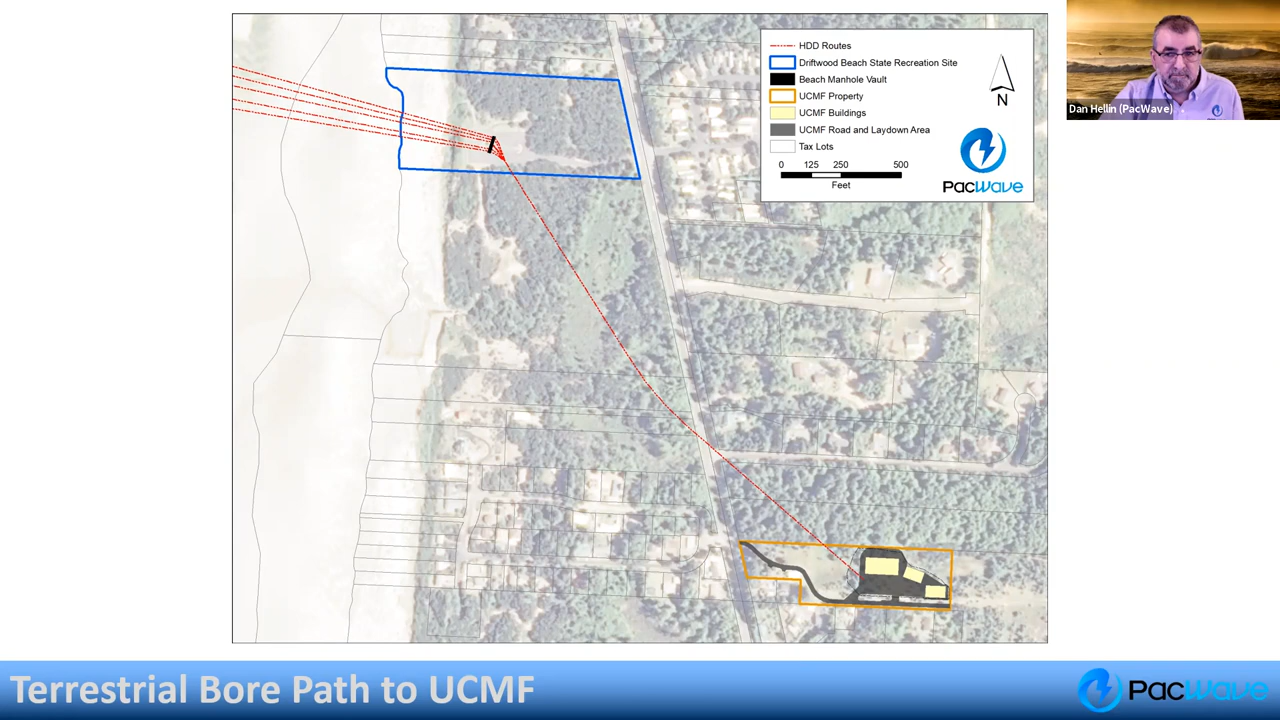 HDD Routes
Driftwood Beach State Recreation Site
Beach Manhole Vault
UCMF Property
UCMF Buildings
UCMF Road and Laydown Area
Tax Lots
0 125 250 500
Feet
N
PacWave
Dan Hellin (PacWave)
Terrestrial Bore Path to UCMF
PacWave